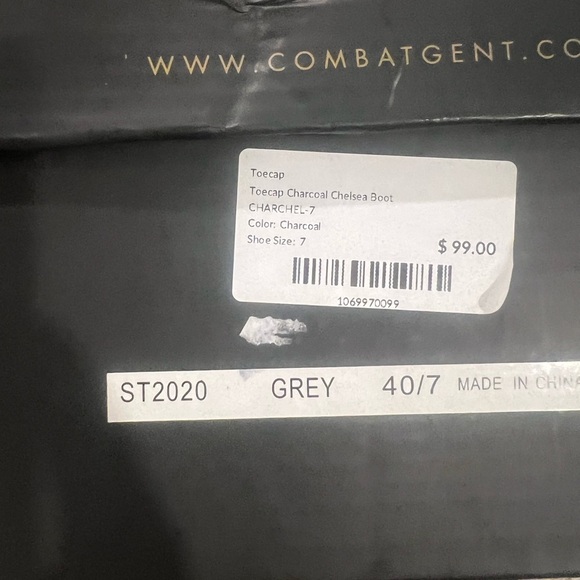 WWW.COMBATGENT.CO
Toecap
Toecap Charcoal Chelsea Boot
CHARCHEL-7
Color: Charcoal
Shoe Size: 7
$ 99.00
1069970099
ST2020 GREY 40/7 MADE IN CHINA